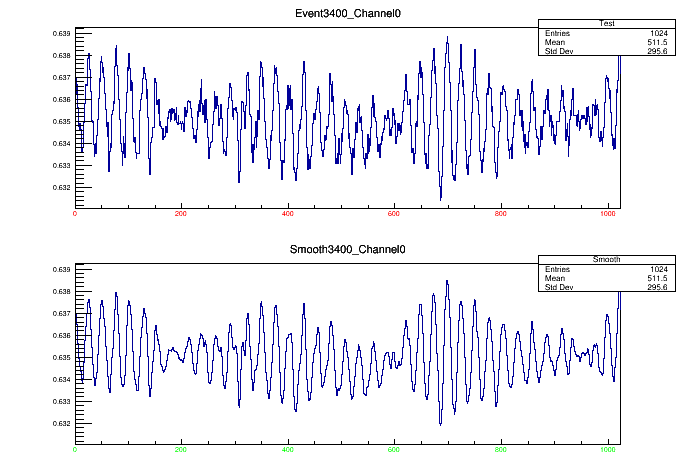 Event3400_Channel0
Test
Entries 1024
Mean 511.5
Std Dev 295.6
0.639
0.638
0.637
0.636
0.635
0.634
0.633
0.632
0 200 400 600 800 1000
Smooth3400_Channel0
Smooth
Entries 1024
Mean 511.5
Std Dev 295.6
0.639
0.638
0.637
0.636
0.635
0.634
0.633
0.632
0 200 400 600 800 1000